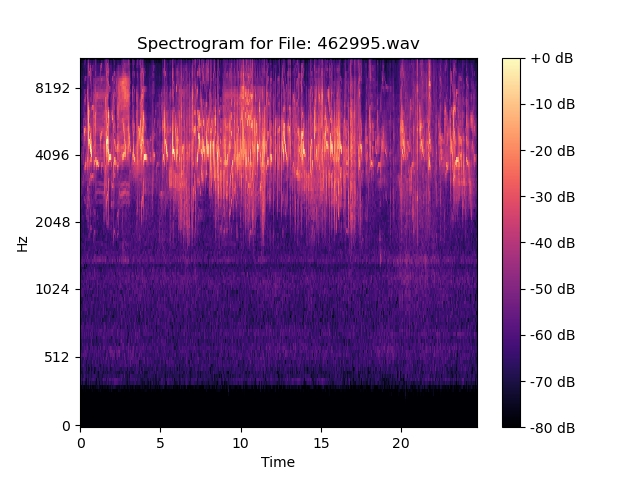 Spectrogram for File: 462995.wav
+0 dB
8192
-10 dB
4096
-20 dB
-30 dB
2048
-40 dB
Hz
1024
-50 dB
512
-60 dB
-70 dB
0
-80 dB
0 5 10 15 20
Time